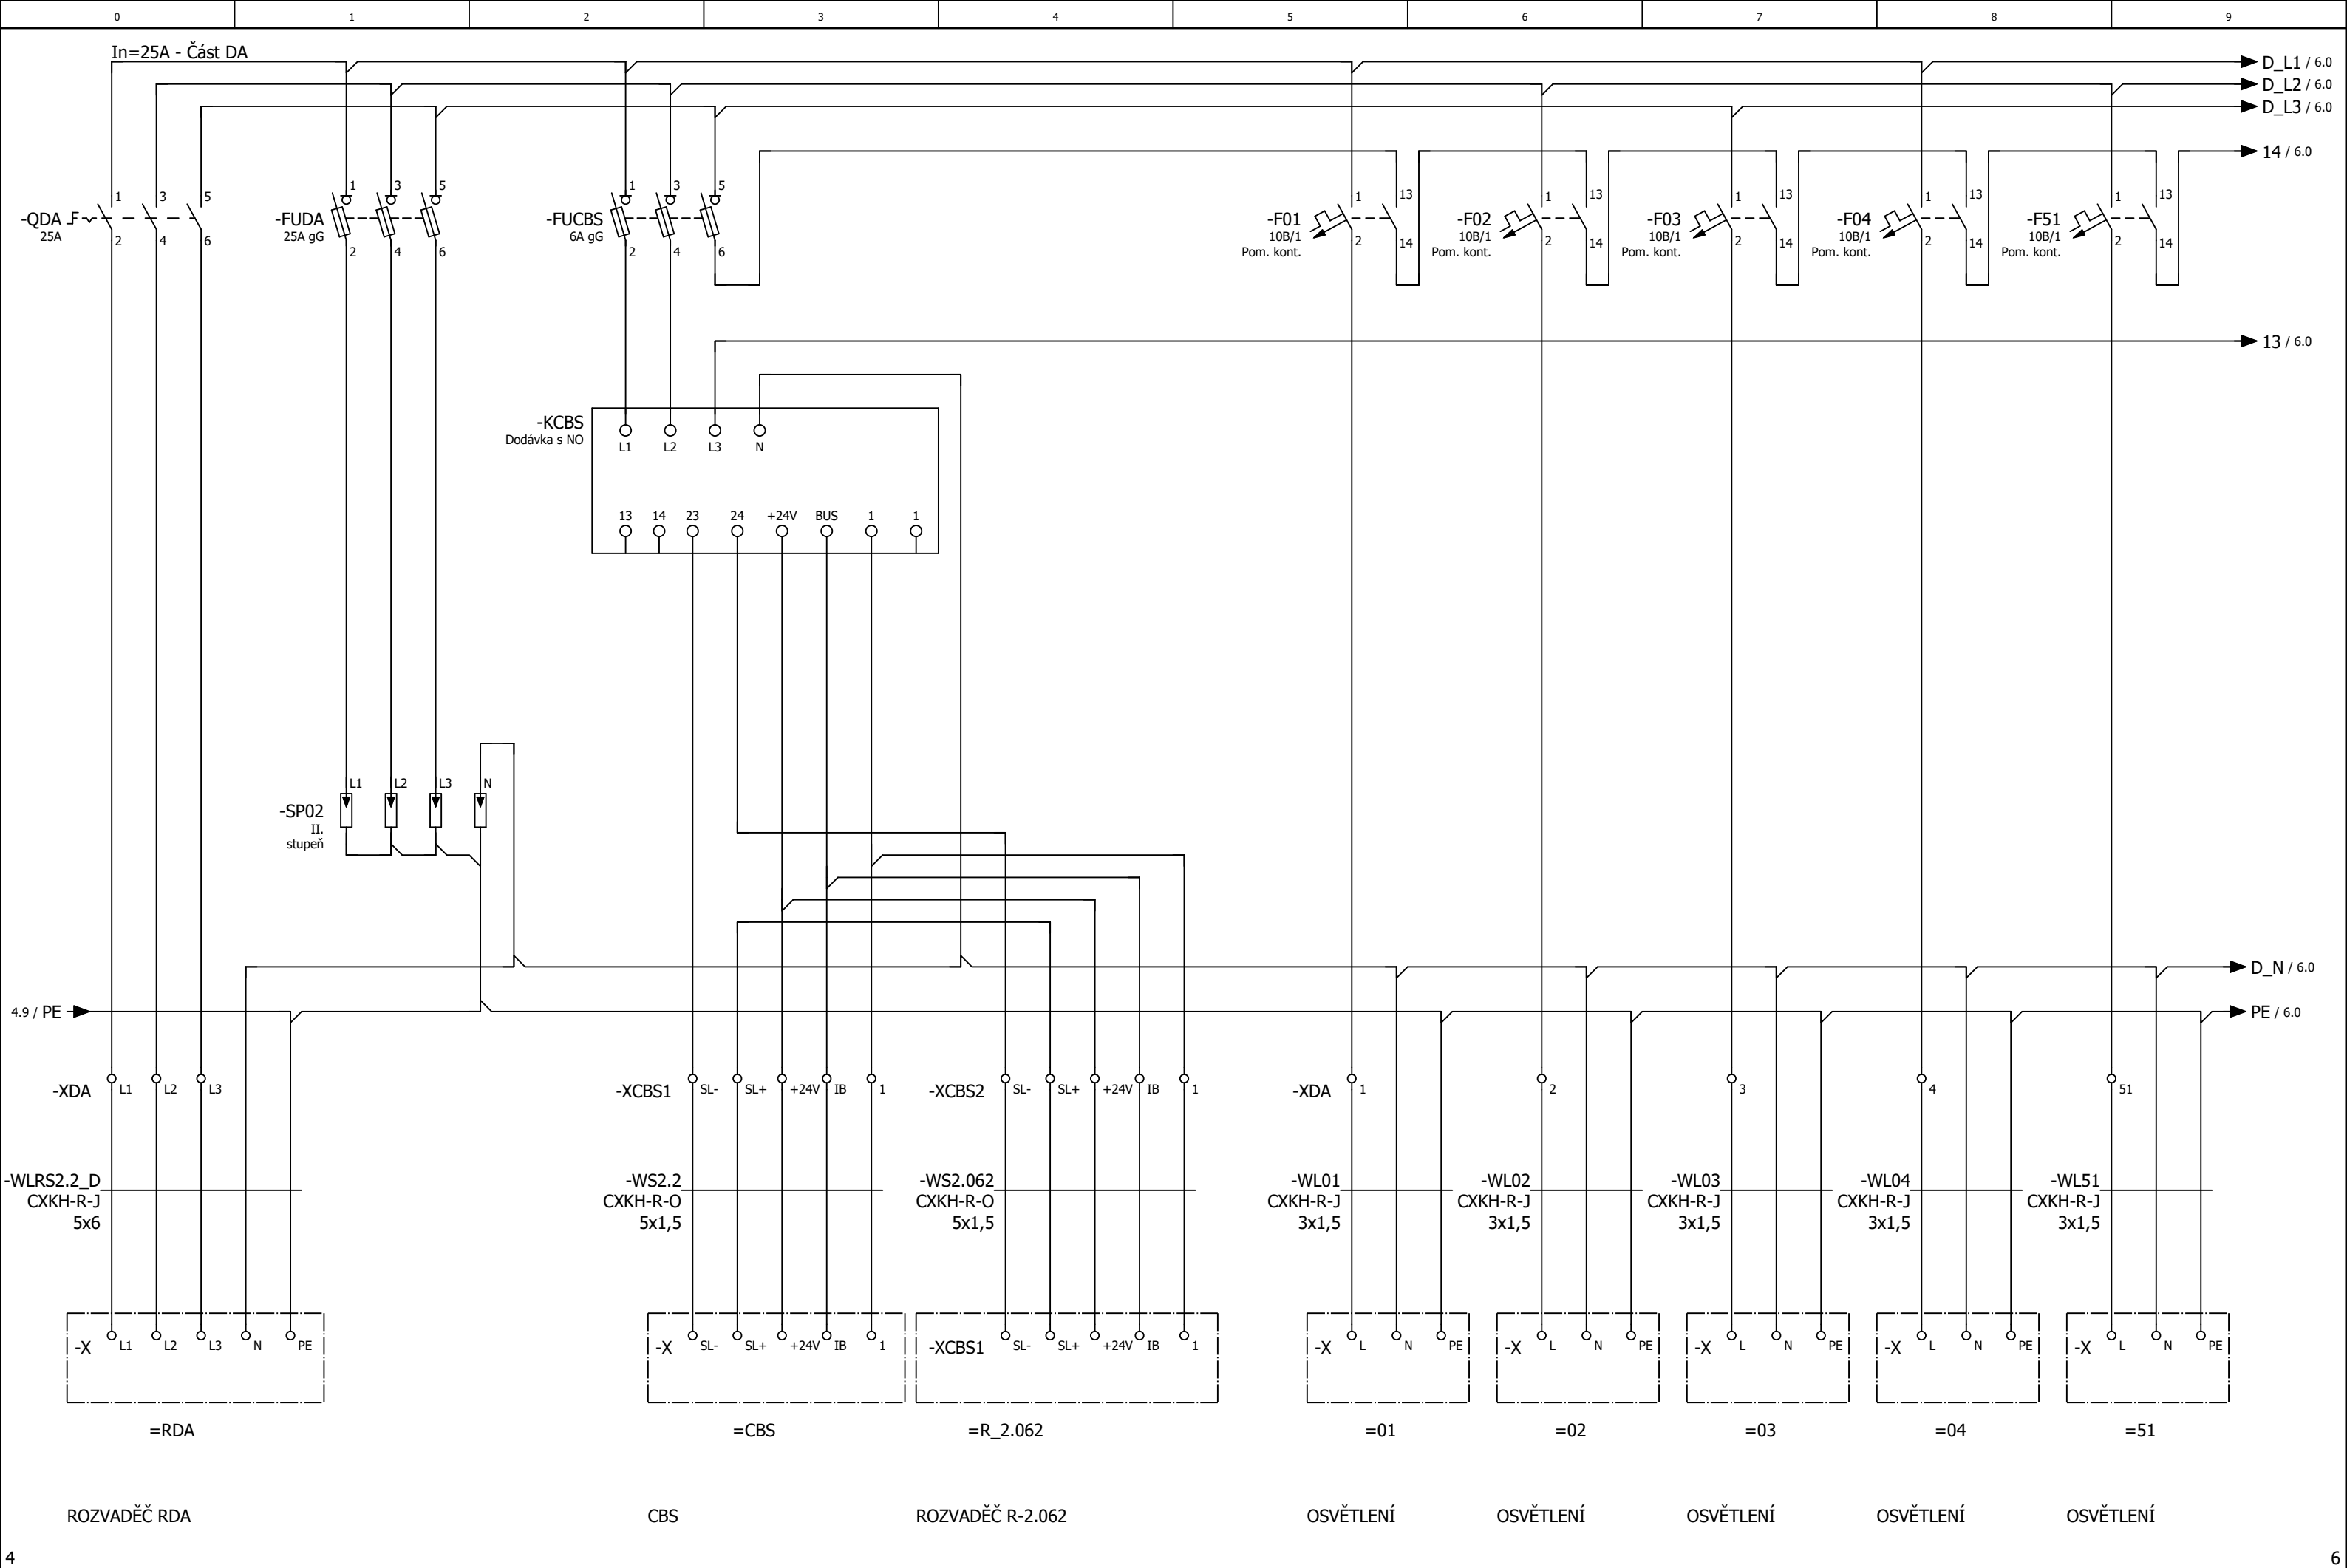 0 1 2 3 4 5 6 7 8 9
In=25A - Část DA
D_L1 / 6.0
D_L2 / 6.0
D_L3 / 6.0
14 / 6.0
-QDA
25A
1 3 5
2 4 6
-FUDA
25A gG
1 3 5
2 4 6
-FUCBS
6A gG
1 3 5
2 4 6
-F01
10B/1
Pom. kont.
1 13
2 14
-F02
10B/1
Pom. kont.
1 13
2 14
-F03
10B/1
Pom. kont.
1 13
2 14
-F04
10B/1
Pom. kont.
1 13
2 14
-F51
10B/1
Pom. kont.
1 13
2 14
13 / 6.0
-KCBS
Dodávka s NO
L1 L2 L3 N
13 14 23 24 +24V BUS 1 1
-SP02
II.
stupeň
L1 L2 L3 N
D_N / 6.0
4.9 / PE
PE / 6.0
-XDA L1 L2 L3
-XCBS1 SL- SL+ +24V IB 1
-XCBS2 SL- SL+ +24V IB 1
-XDA 1 2 3 4 51
-WLRS2.2_D
CXKH-R-J
5x6
-WS2.2
CXKH-R-O
5x1,5
-WS2.062
CXKH-R-O
5x1,5
-WL01
CXKH-R-J
3x1,5
-WL02
CXKH-R-J
3x1,5
-WL03
CXKH-R-J
3x1,5
-WL04
CXKH-R-J
3x1,5
-WL51
CXKH-R-J
3x1,5
-X L1 L2 L3 N PE
-X SL- SL+ +24V IB 1
-XCBS1 SL- SL+ +24V IB 1
-X L N PE
-X L N PE
-X L N PE
-X L N PE
-X L N PE
=RDA
=CBS
=R_2.062
=01
=02
=03
=04
=51
ROZVADĚČ RDA
CBS
ROZVADĚČ R-2.062
OSVĚTLENÍ
OSVĚTLENÍ
OSVĚTLENÍ
OSVĚTLENÍ
OSVĚTLENÍ
4
6